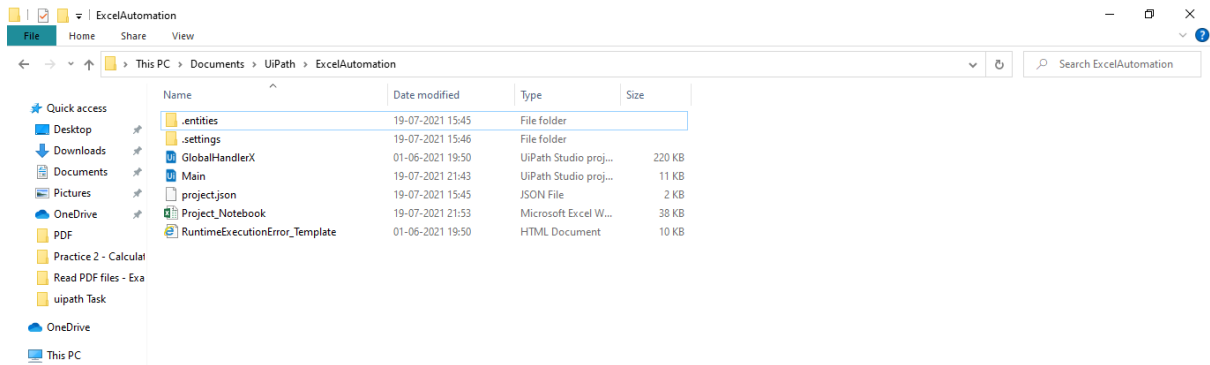 ExcelAutomation
File Home Share View
This PC > Documents > UiPath > ExcelAutomation
Search ExcelAutomation
Quick access
Desktop
Downloads
Documents
Pictures
OneDrive
PDF
Practice 2 - Calculat
Read PDF files - Exa
uipath Task
OneDrive
This PC
Name Date modified Type Size
.entities 19-07-2021 15:45 File folder
.settings 19-07-2021 15:46 File folder
Ui GlobalHandlerX 01-06-2021 19:50 UiPath Studio proj... 220 KB
Ui Main 19-07-2021 21:43 UiPath Studio proj... 11 KB
project.json 19-07-2021 15:45 JSON File 2 KB
Project_Notebook 19-07-2021 21:53 Microsoft Excel W... 38 KB
RuntimeExecutionError_Template 01-06-2021 19:50 HTML Document 10 KB